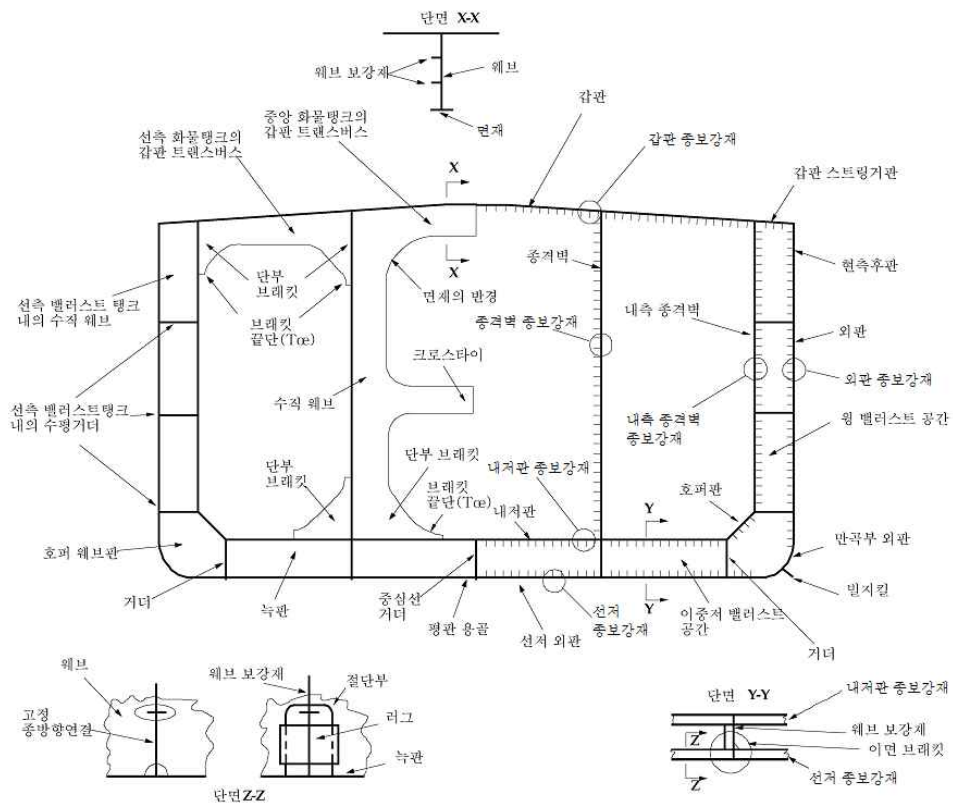 단면 X-X
웨브 보강재
웨브
면재
중앙 화물탱크의
갑판 트랜스버스
선측 화물탱크의
갑판 트랜스버스
갑판
갑판 종보강재
갑판 스트링거판
X
X
단부
브래킷
종격벽
현측후판
선측 밸러스트 탱크
내의 수직 웨브
면재의 반경
브래킷
끝단(Toe)
종격벽 종보강재
내측 종격벽
외판
크로스타이
외판 종보강재
수직 웨브
선측 밸러스트탱크
내의 수평거더
내측 종격벽
종보강재
윙 밸러스트 공간
단부 브래킷
내저판 종보강재
단부
브래킷
브래킷
끝단(Toe)
호퍼판
내저판
Y
호퍼 웨브판
만곡부 외판
거더
늑판
중심선
거더
평판 용골
선저 외판
선저
종보강재
Y
이중저 밸러스트
공간
빌지킬
거더
웨브
고정
종방향연결
웨브 보강재
절단부
러그
늑판
단면Z-Z
단면 Y-Y
내저판 종보강재
웨브 보강재
이면 브래킷
선저 종보강재
Z
Z